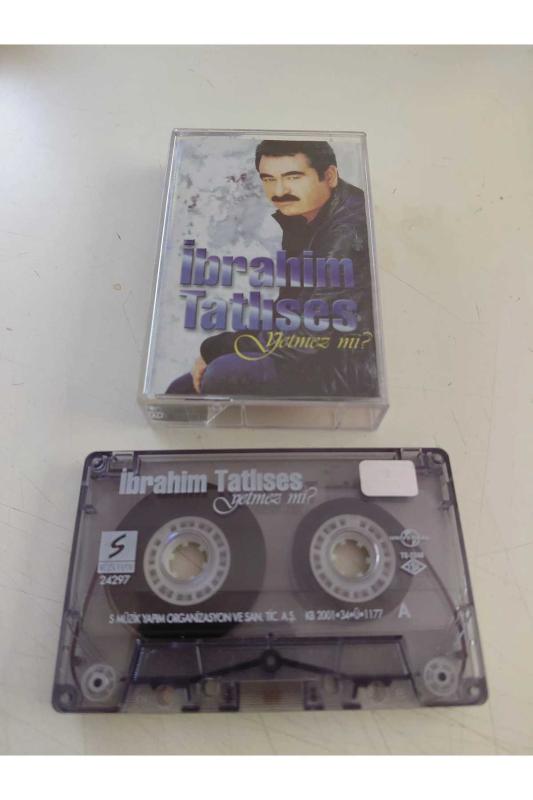 İbrahim
Tatlıses
Yetmez mi?
İbrahim Tatlıses
yetmez mi?
S
24297
S MÜZİK YAPIM ORGANİZASYON VE SAN. TİC. A.Ş. KB 2001•34•Ü•1177 A